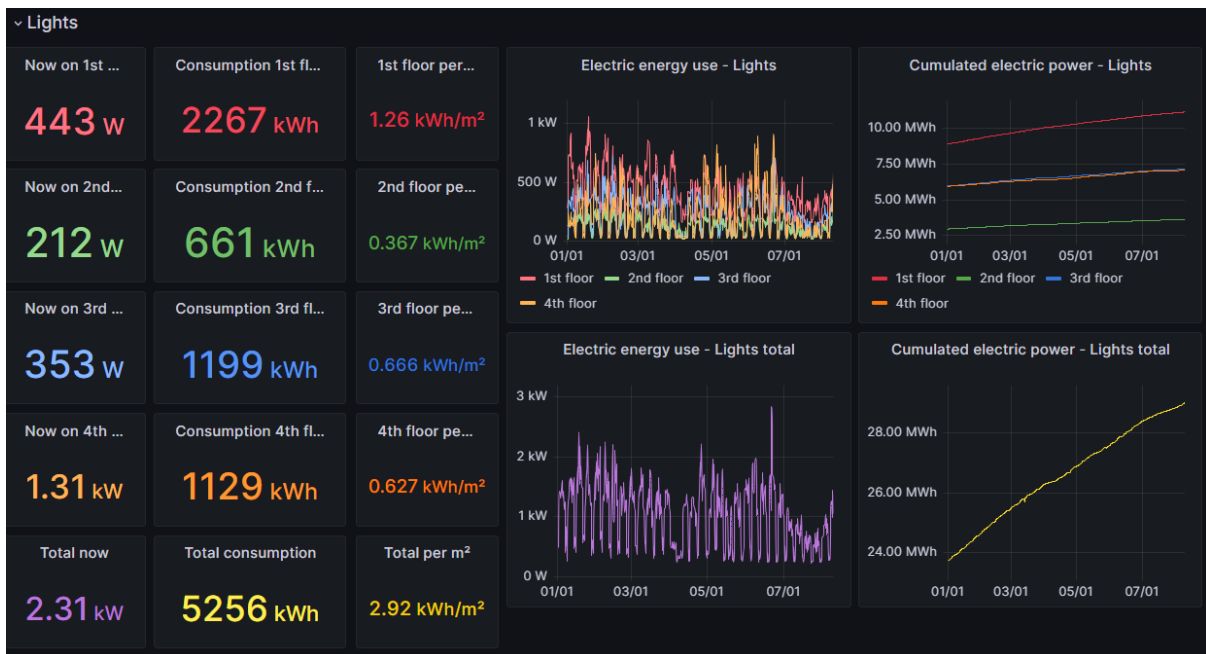 Lights
Now on 1st ...
443 W
Consumption 1st fl...
2267 kWh
1st floor per...
1.26 kWh/m²
Now on 2nd...
212 W
Consumption 2nd f...
661 kWh
2nd floor pe...
0.367 kWh/m²
Now on 3rd ...
353 W
Consumption 3rd fl...
1199 kWh
3rd floor pe...
0.666 kWh/m²
Now on 4th ...
1.31 kW
Consumption 4th fl...
1129 kWh
4th floor pe...
0.627 kWh/m²
Total now
2.31 kW
Total consumption
5256 kWh
Total per m²
2.92 kWh/m²
Electric energy use - Lights
1 kW
500 W
0 W
01/01 03/01 05/01 07/01
1st floor 2nd floor 3rd floor
4th floor
Cumulated electric power - Lights
10.00 MWh
7.50 MWh
5.00 MWh
2.50 MWh
01/01 03/01 05/01 07/01
1st floor 2nd floor 3rd floor
4th floor
Electric energy use - Lights total
3 kW
2 kW
1 kW
0 W
01/01 03/01 05/01 07/01
Cumulated electric power - Lights total
28.00 MWh
26.00 MWh
24.00 MWh
01/01 03/01 05/01 07/01